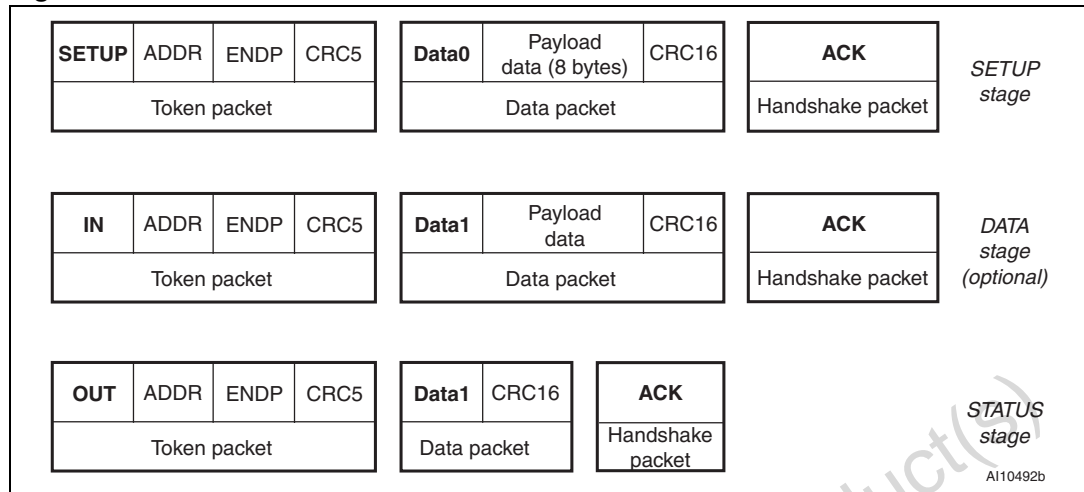 SETUP ADDR ENDP CRC5 Data0 Payload data (8 bytes) CRC16 ACK SETUP stage
Token packet Data packet Handshake packet
IN ADDR ENDP CRC5 Data1 Payload data CRC16 ACK DATA stage (optional)
Token packet Data packet Handshake packet
OUT ADDR ENDP CRC5 Data1 CRC16 ACK STATUS stage
Token packet Data packet Handshake packet
AI10492b